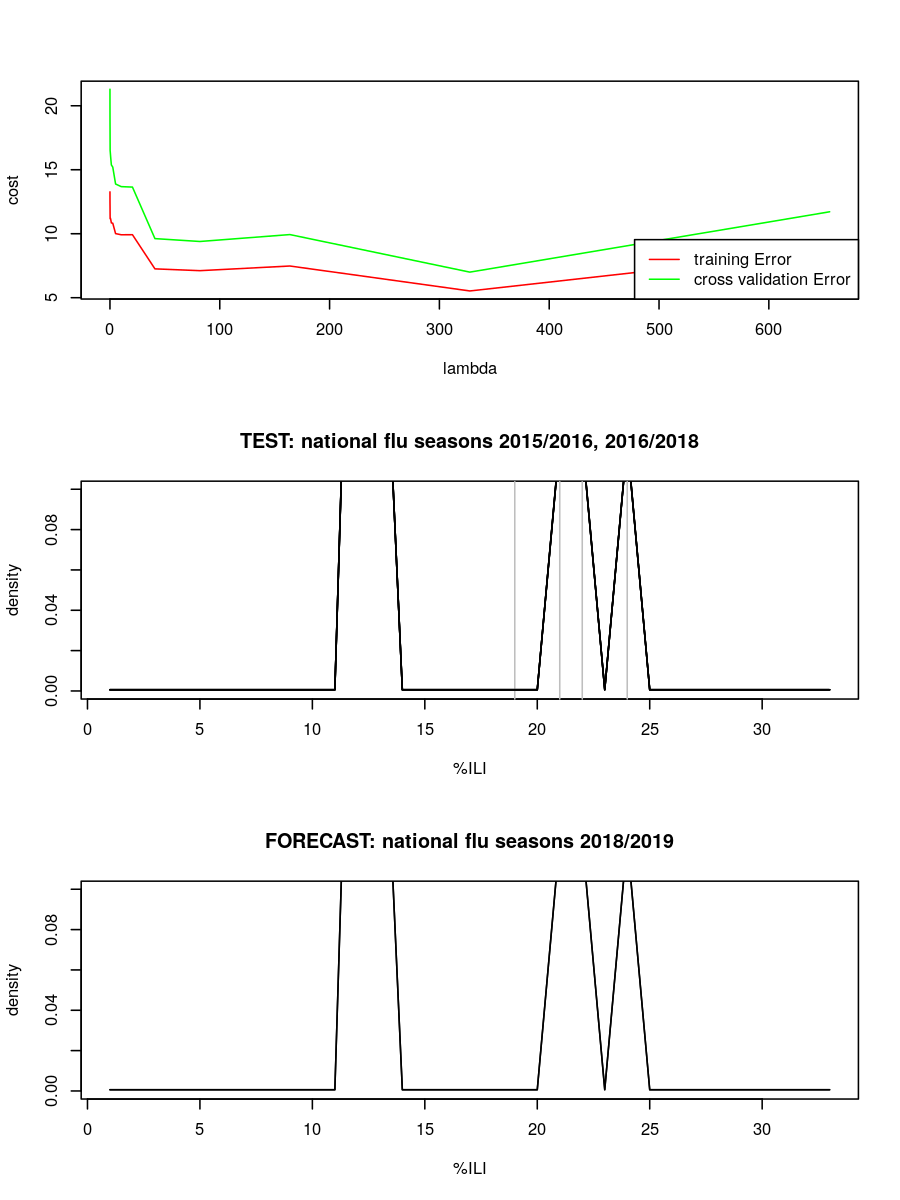 cost
20
15
10
5
training Error
cross validation Error
0 100 200 300 400 500 600
lambda
TEST: national flu seasons 2015/2016, 2016/2018
density
0.08
0.04
0.00
0 5 10 15 20 25 30
%ILI
FORECAST: national flu seasons 2018/2019
density
0.08
0.04
0.00
0 5 10 15 20 25 30
%ILI